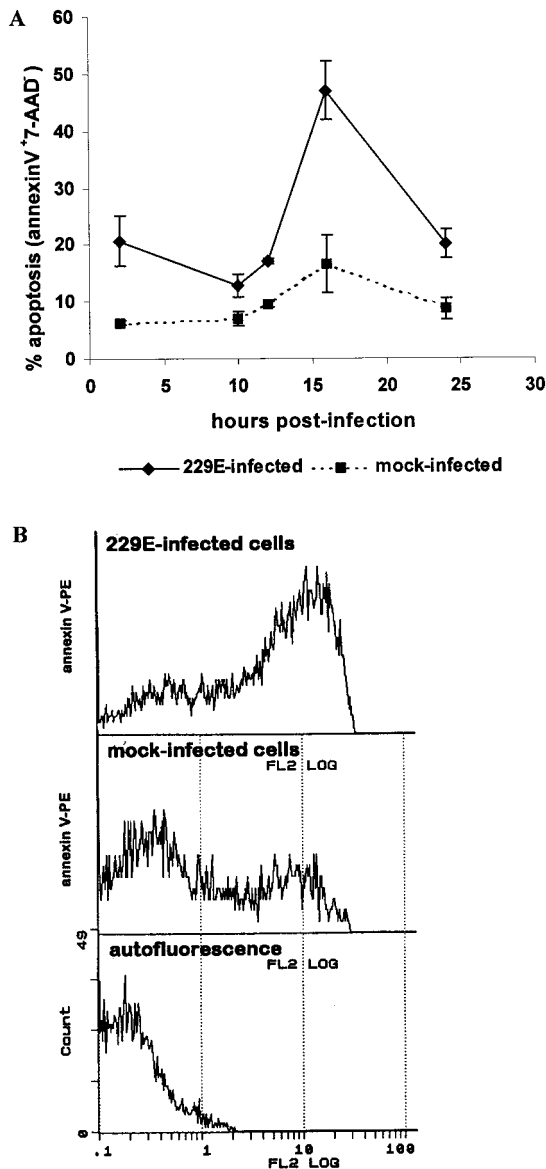 A
60
50
40
30
20
10
0
% apoptosis (annexinV +7-AAD-)
0 5 10 15 20 25 30
hours post-infection
229E-infected mock-infected
B
229E-infected cells
annexin V-PE
mock-infected cells
FL2 LOG
annexin V-PE
49
autofluorescence
FL2 LOG
Count
0
.1 1 10 100
FL2 LOG